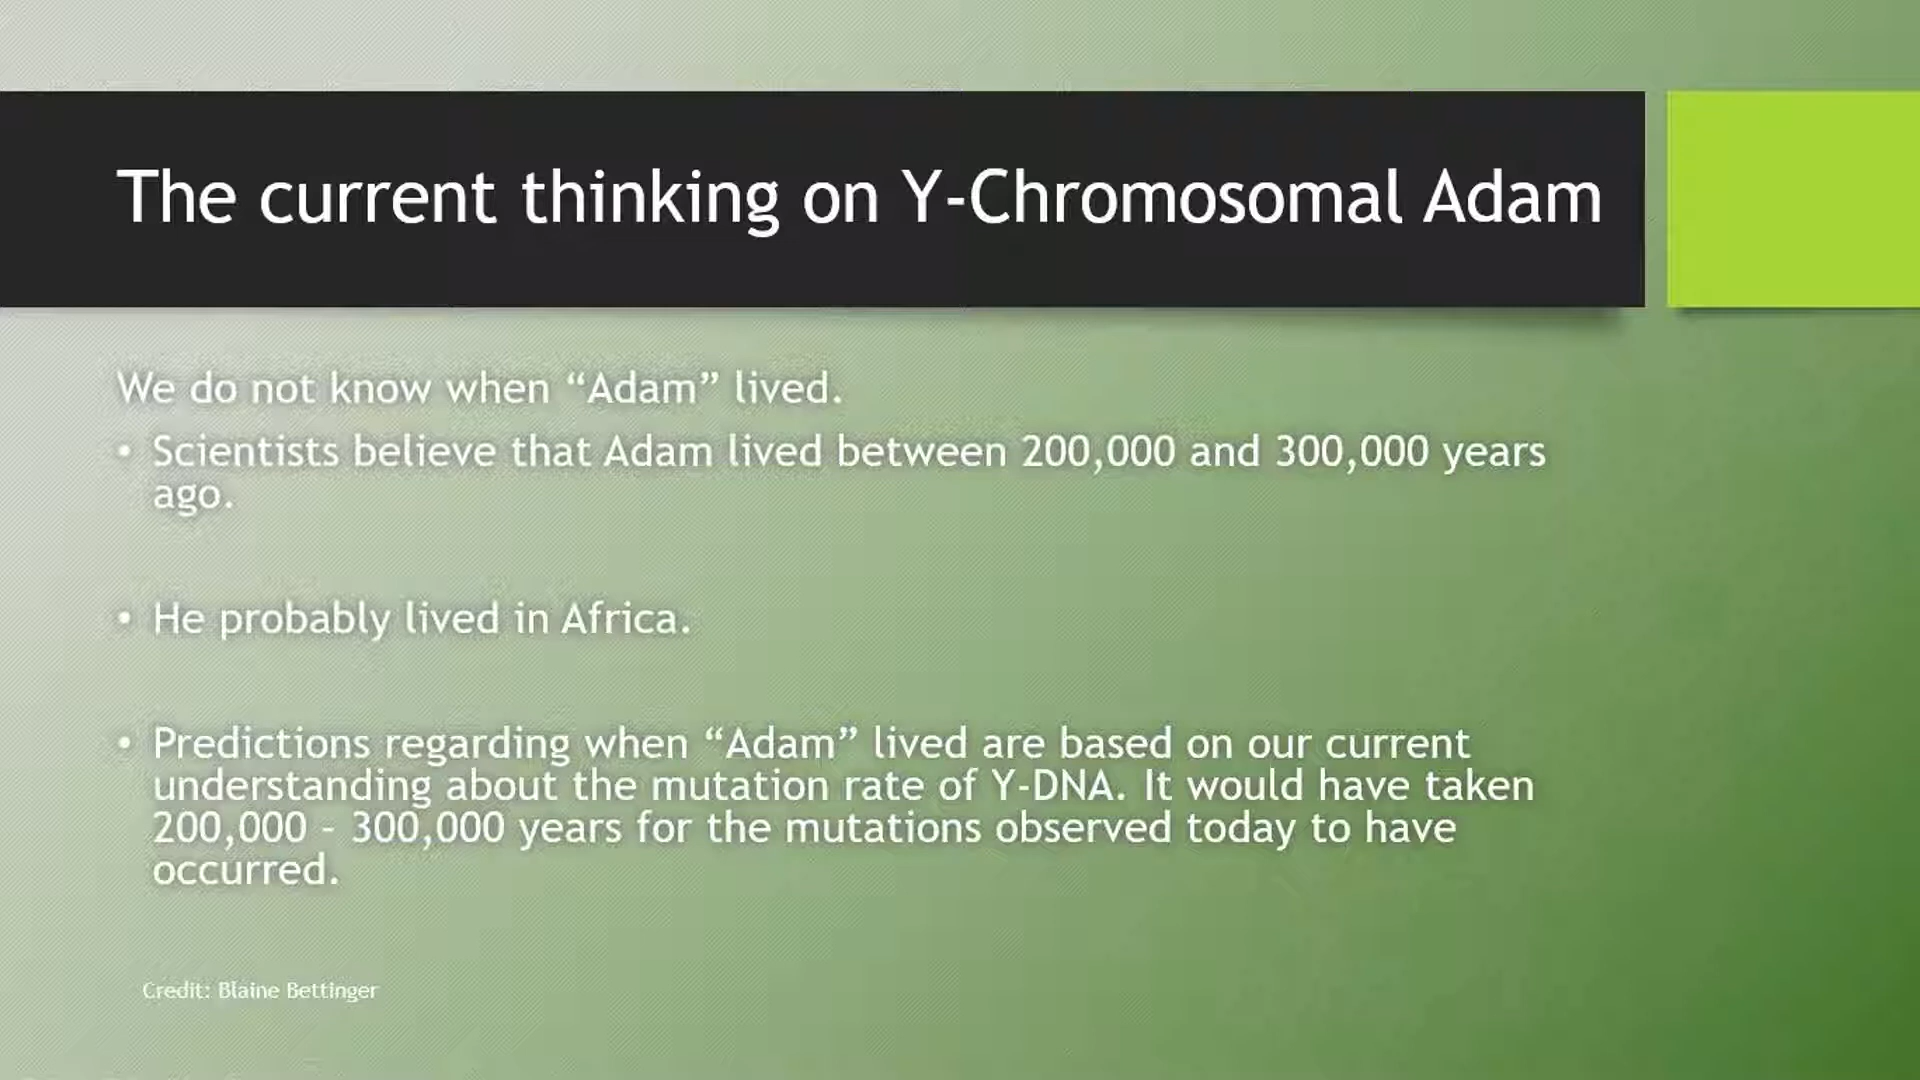 The current thinking on Y-Chromosomal Adam
We do not know when “Adam” lived.
• Scientists believe that Adam lived between 200,000 and 300,000 years
ago.
• He probably lived in Africa.
• Predictions regarding when “Adam” lived are based on our current
understanding about the mutation rate of Y-DNA. It would have taken
200,000 – 300,000 years for the mutations observed today to have
occurred.
Credit: Blaine Bettinger